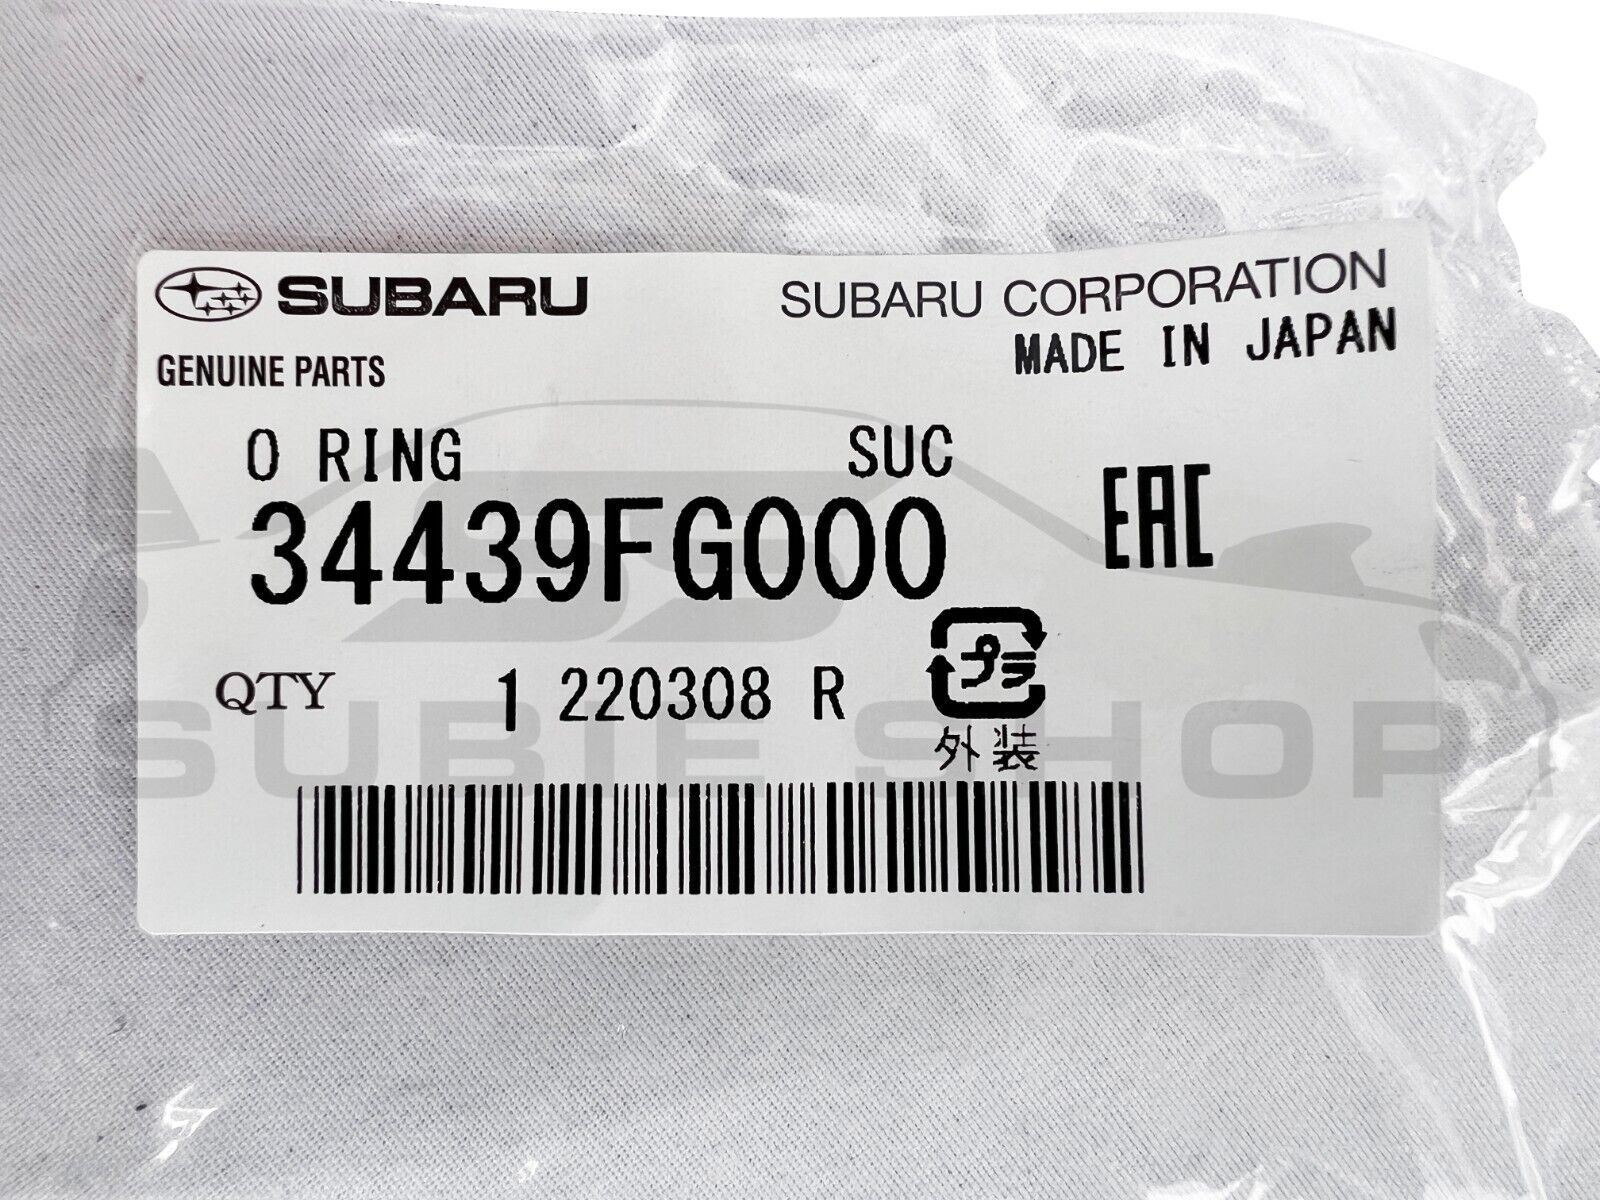 SUBARU
SUBARU CORPORATION
GENUINE PARTS
MADE IN JAPAN
O RING SUC
34439FG000
EAC
プラ
QTY 1 220308 R
外装
SUBIE SHOP